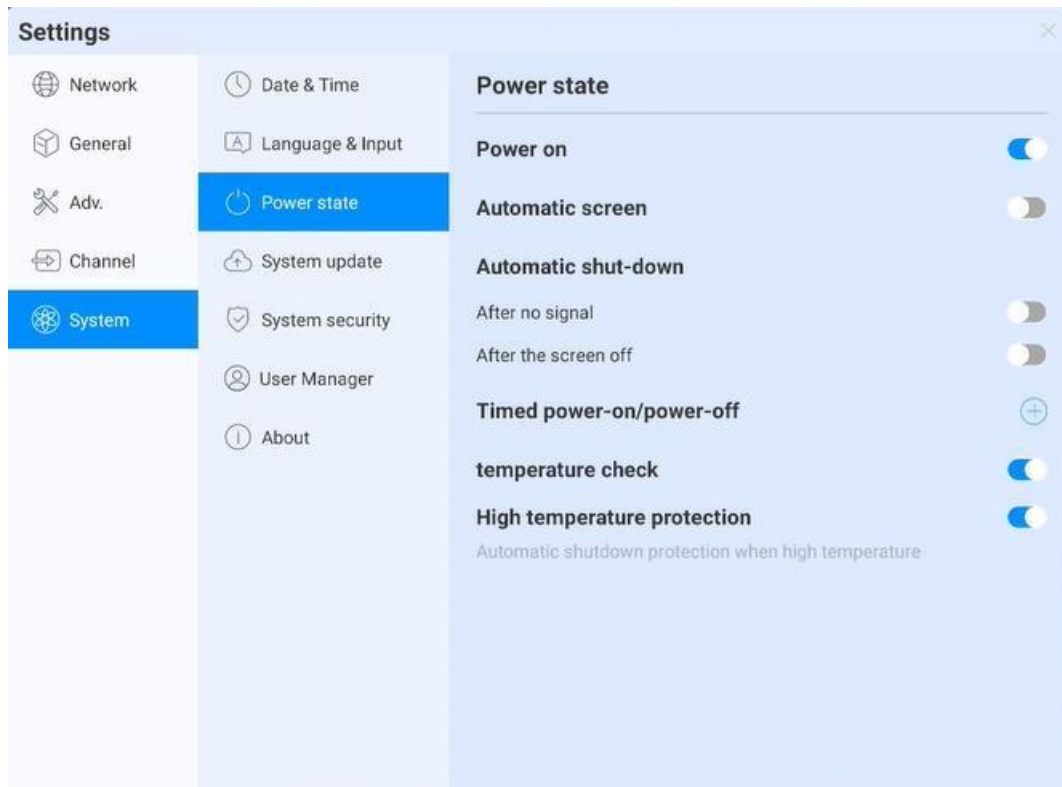 Settings
Network
General
Adv.
Channel
System
Date & Time
Language & Input
Power state
System update
System security
User Manager
About
Power state
Power on
Automatic screen
Automatic shut-down
After no signal
After the screen off
Timed power-on/power-off
temperature check
High temperature protection
Automatic shutdown protection when high temperature